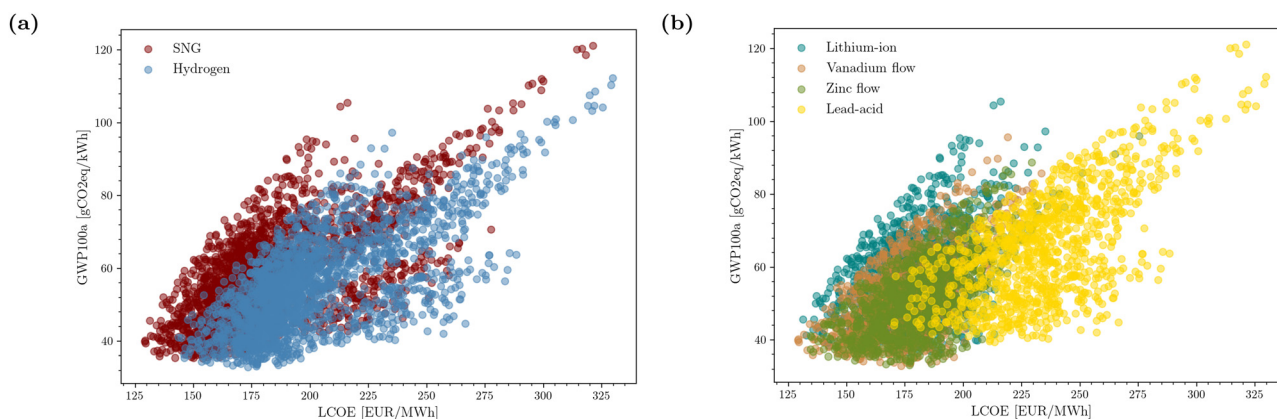 (a)
SNG
Hydrogen
GWP100a [gCO2eq/kWh]
120
100
80
60
40
125 150 175 200 225 250 275 300 325
LCOE [EUR/MWh]
(b)
Lithium-ion
Vanadium flow
Zinc flow
Lead-acid
GWP100a [gCO2eq/kWh]
120
100
80
60
40
125 150 175 200 225 250 275 300 325
LCOE [EUR/MWh]